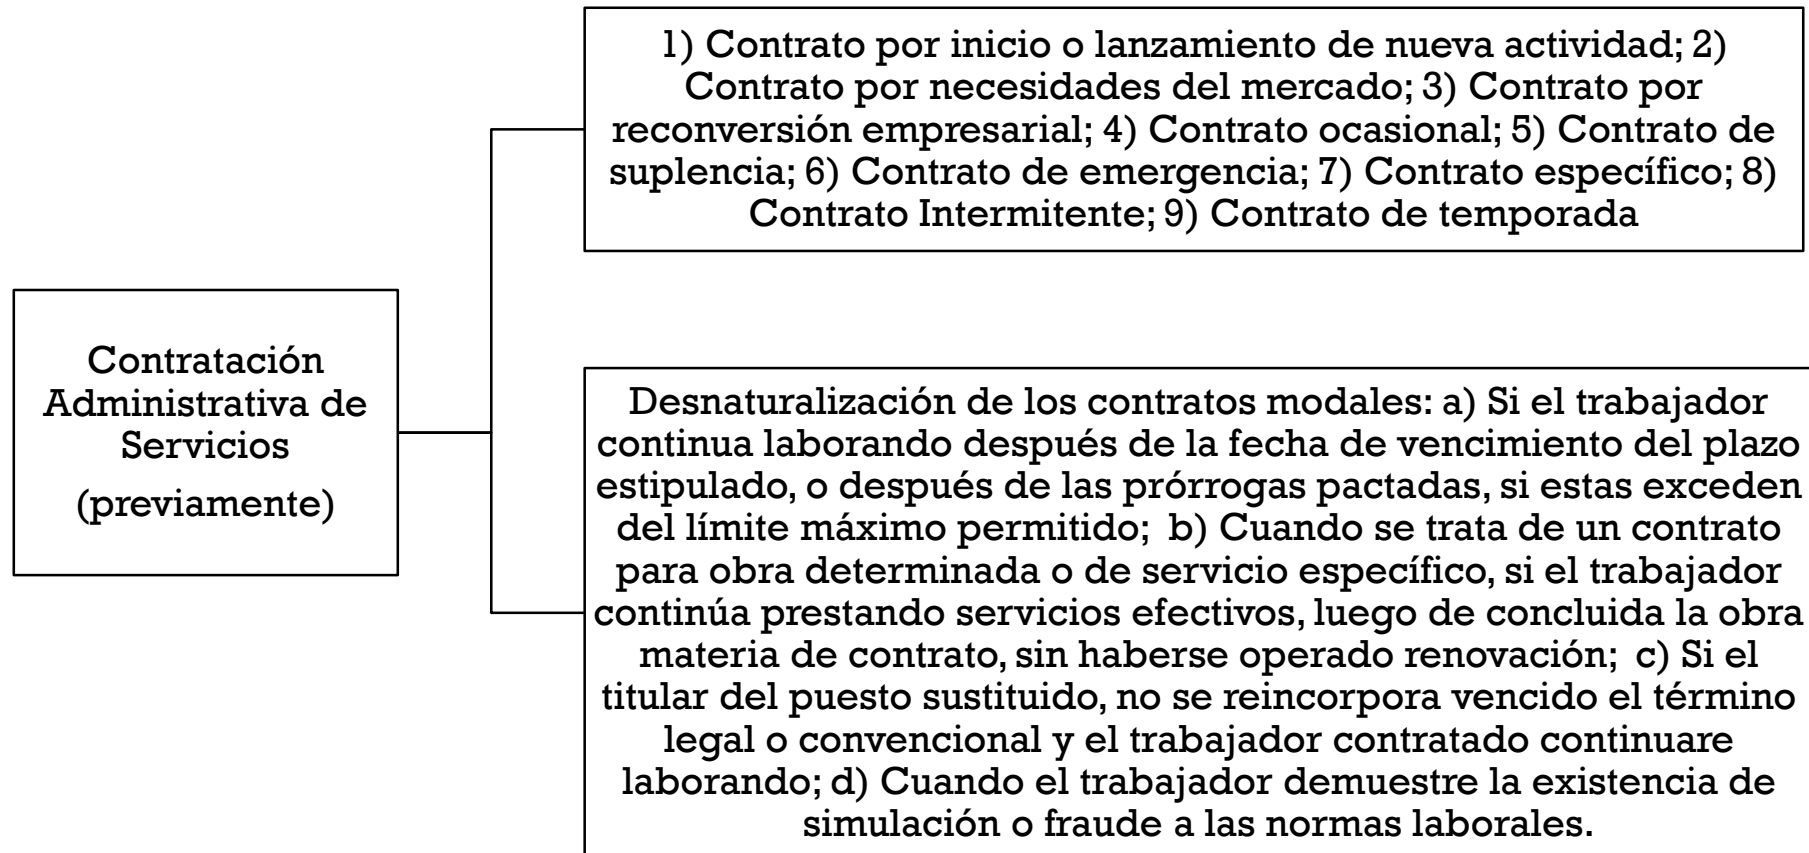 1) Contrato por inicio o lanzamiento de nueva actividad; 2)
Contrato por necesidades del mercado; 3) Contrato por
reconversión empresarial; 4) Contrato ocasional; 5) Contrato de
suplencia; 6) Contrato de emergencia; 7) Contrato específico; 8)
Contrato Intermitente; 9) Contrato de temporada
Contratación
Administrativa de
Servicios
(previamente)
Desnaturalización de los contratos modales: a) Si el trabajador
continua laborando después de la fecha de vencimiento del plazo
estipulado, o después de las prórrogas pactadas, si estas exceden
del límite máximo permitido; b) Cuando se trata de un contrato
para obra determinada o de servicio específico, si el trabajador
continúa prestando servicios efectivos, luego de concluida la obra
materia de contrato, sin haberse operado renovación; c) Si el
titular del puesto sustituido, no se reincorpora vencido el término
legal o convencional y el trabajador contratado continuare
laborando; d) Cuando el trabajador demuestre la existencia de
simulación o fraude a las normas laborales.